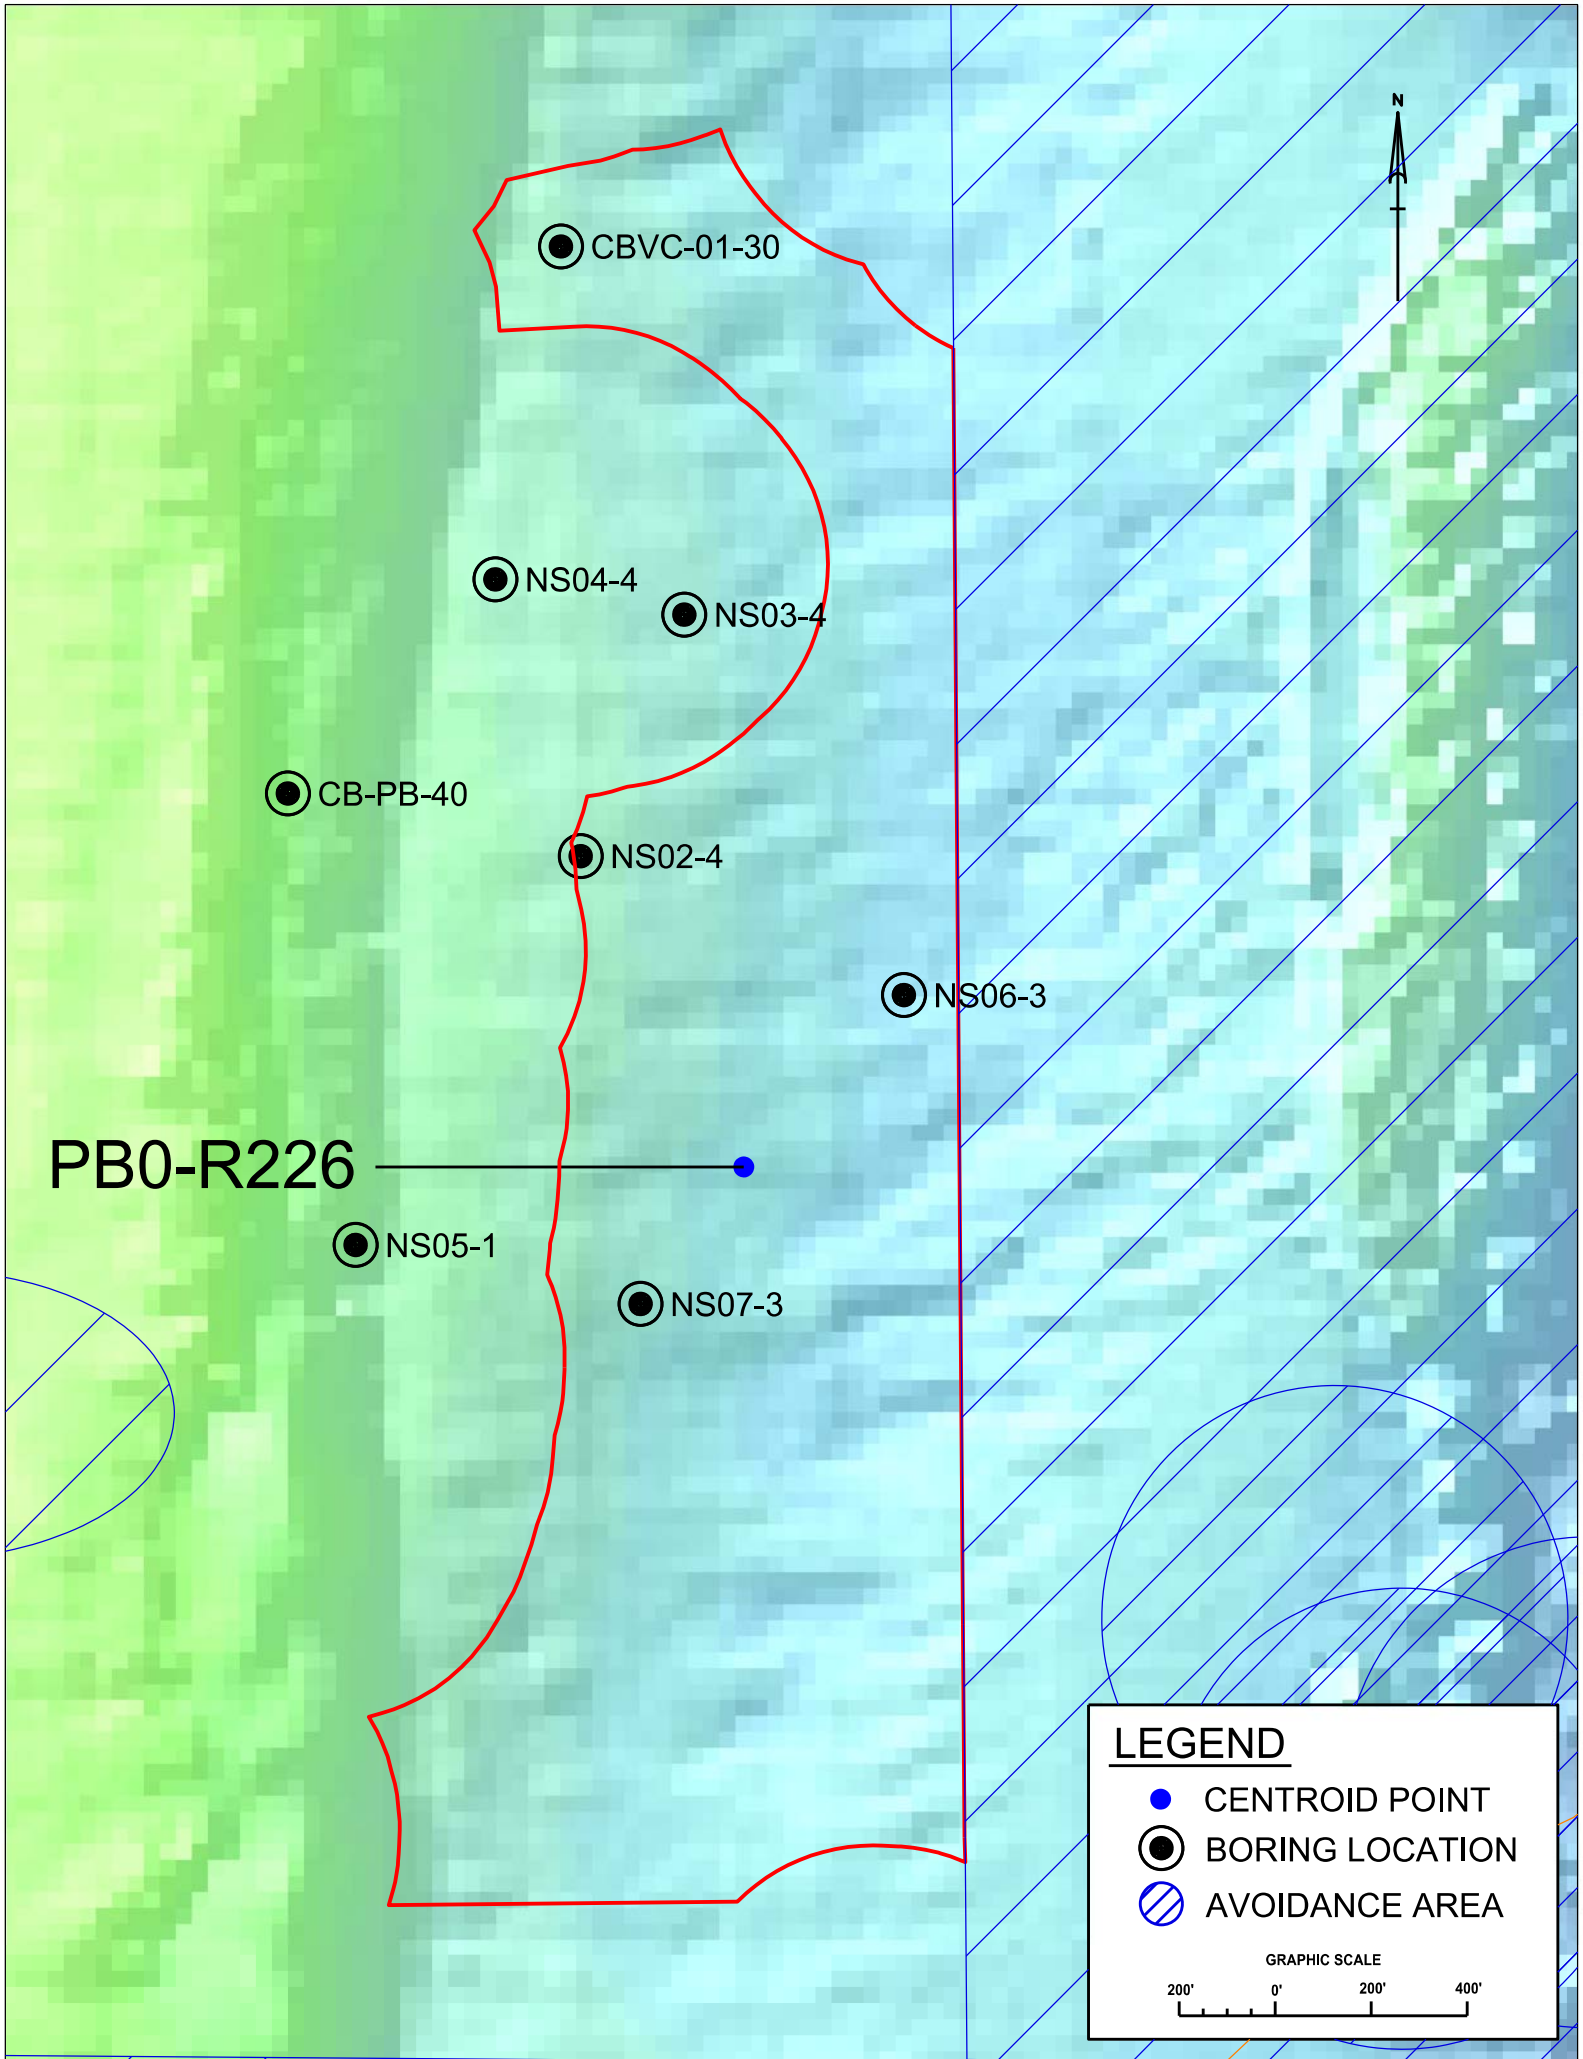 N
CBVC-01-30
NS04-4
NS03-4
CB-PB-40
NS02-4
NS06-3
PB0-R226
NS05-1
NS07-3
LEGEND
CENTROID POINT
BORING LOCATION
AVOIDANCE AREA
GRAPHIC SCALE
200' 0' 200' 400'